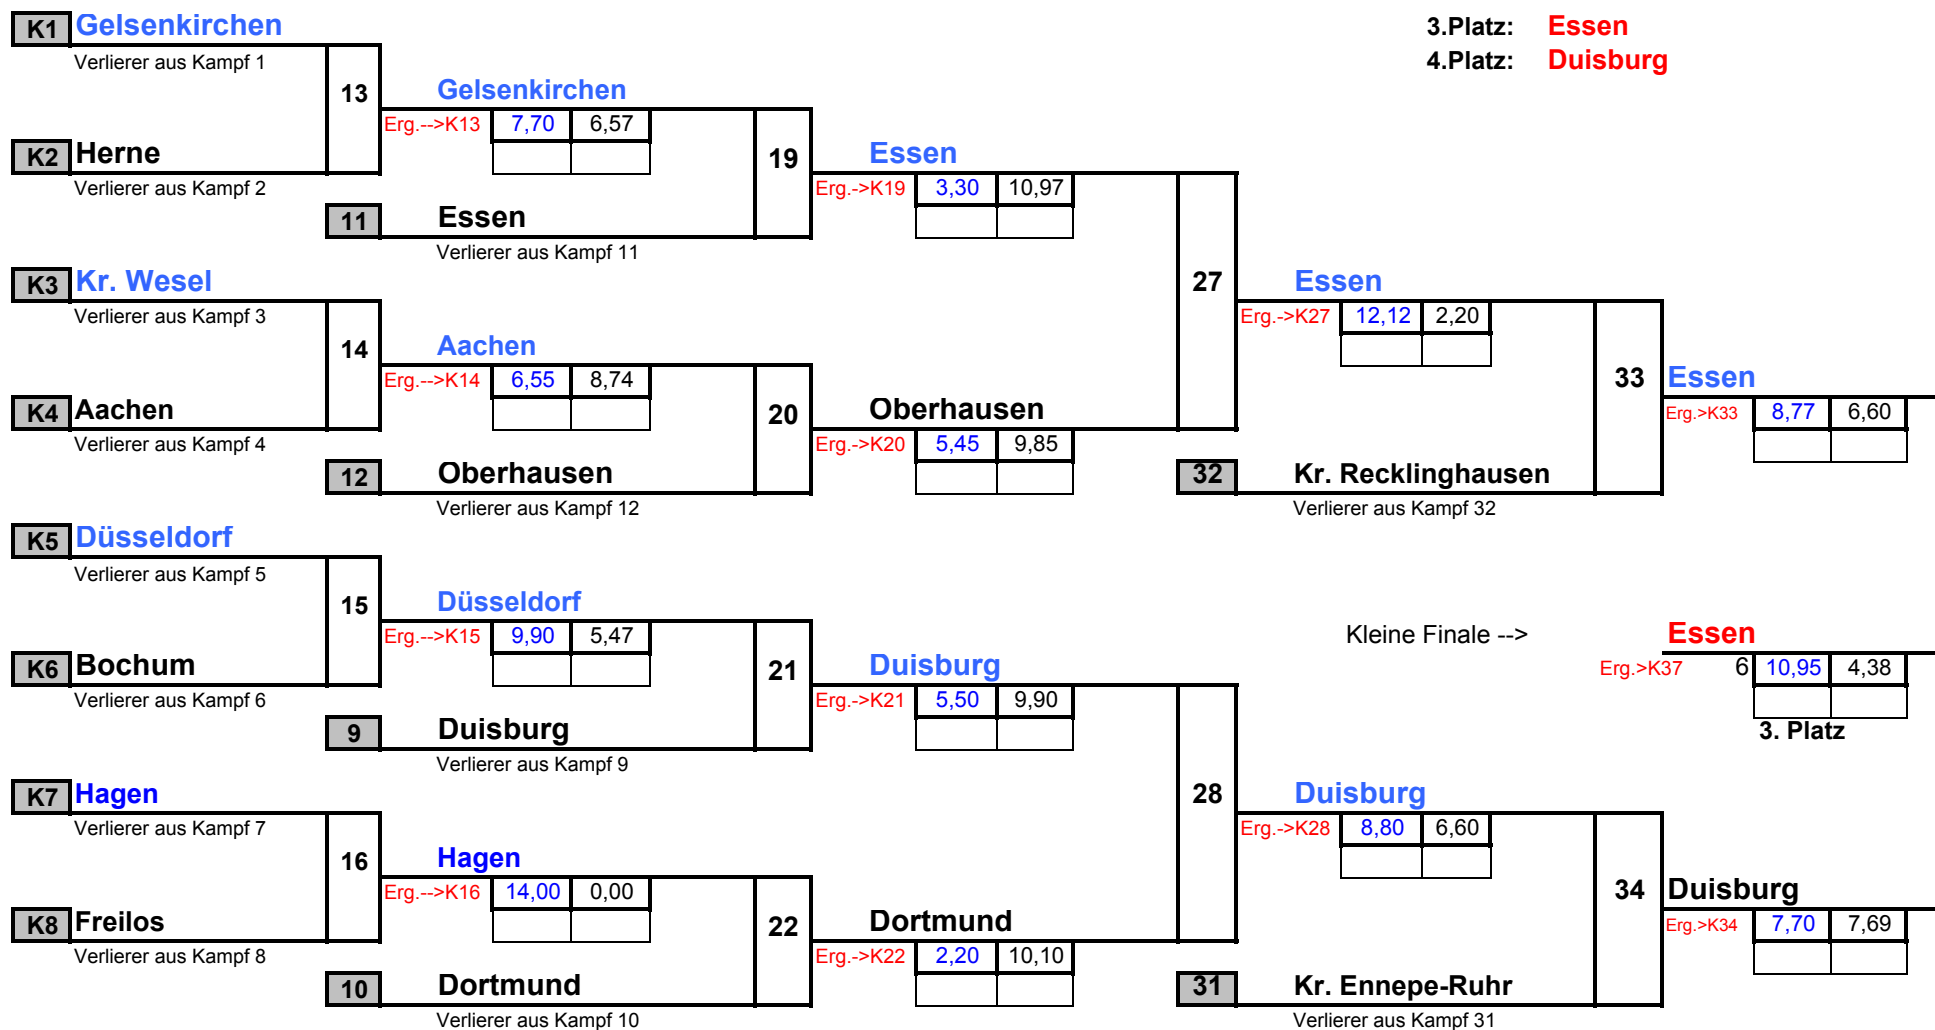 K1 Gelsenkirchen 3.Platz: Essen
Verlierer aus Kampf 1 4.Platz: Duisburg
13 Gelsenkirchen
Erg.-->K13 7,70 6,57
K2 Herne 19 Essen
Verlierer aus Kampf 2 Erg.->K19 3,30 10,97
11 Essen
Verlierer aus Kampf 11
K3 Kr. Wesel 27 Essen
Verlierer aus Kampf 3 Erg.->K27 12,12 2,20
14 Aachen
Erg.-->K14 6,55 8,74 33 Essen
K4 Aachen 20 Oberhausen Erg.>K33 8,77 6,60
Verlierer aus Kampf 4 Erg.->K20 5,45 9,85
12 Oberhausen 32 Kr. Recklinghausen
Verlierer aus Kampf 12 Verlierer aus Kampf 32
K5 Düsseldorf
Verlierer aus Kampf 5
15 Düsseldorf
Erg.-->K15 9,90 5,47 Kleine Finale --> Essen
K6 Bochum 21 Duisburg Erg.>K37 6 10,95 4,38
Verlierer aus Kampf 6 Erg.->K21 5,50 9,90
9 Duisburg 3. Platz
Verlierer aus Kampf 9
K7 Hagen 28 Duisburg
Verlierer aus Kampf 7 Erg.->K28 8,80 6,60
16 Hagen
Erg.-->K16 14,00 0,00 34 Duisburg
K8 Freilos 22 Dortmund Erg.>K34 7,70 7,69
Verlierer aus Kampf 8 Erg.->K22 2,20 10,10
10 Dortmund 31 Kr. Ennepe-Ruhr
Verlierer aus Kampf 10 Verlierer aus Kampf 31